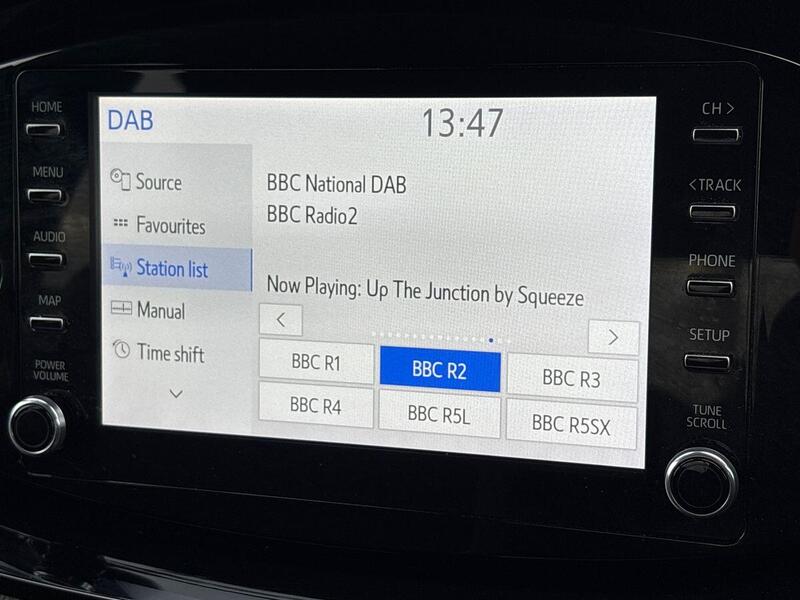 HOME
MENU
AUDIO
MAP
POWER
VOLUME
DAB
13:47
Source
Favourites
Station list
Manual
Time shift
BBC National DAB
BBC Radio2
Now Playing: Up The Junction by Squeeze
BBC R1
BBC R2
BBC R3
BBC R4
BBC R5L
BBC R5SX
CH >
< TRACK
PHONE
SETUP
TUNE
SCROLL